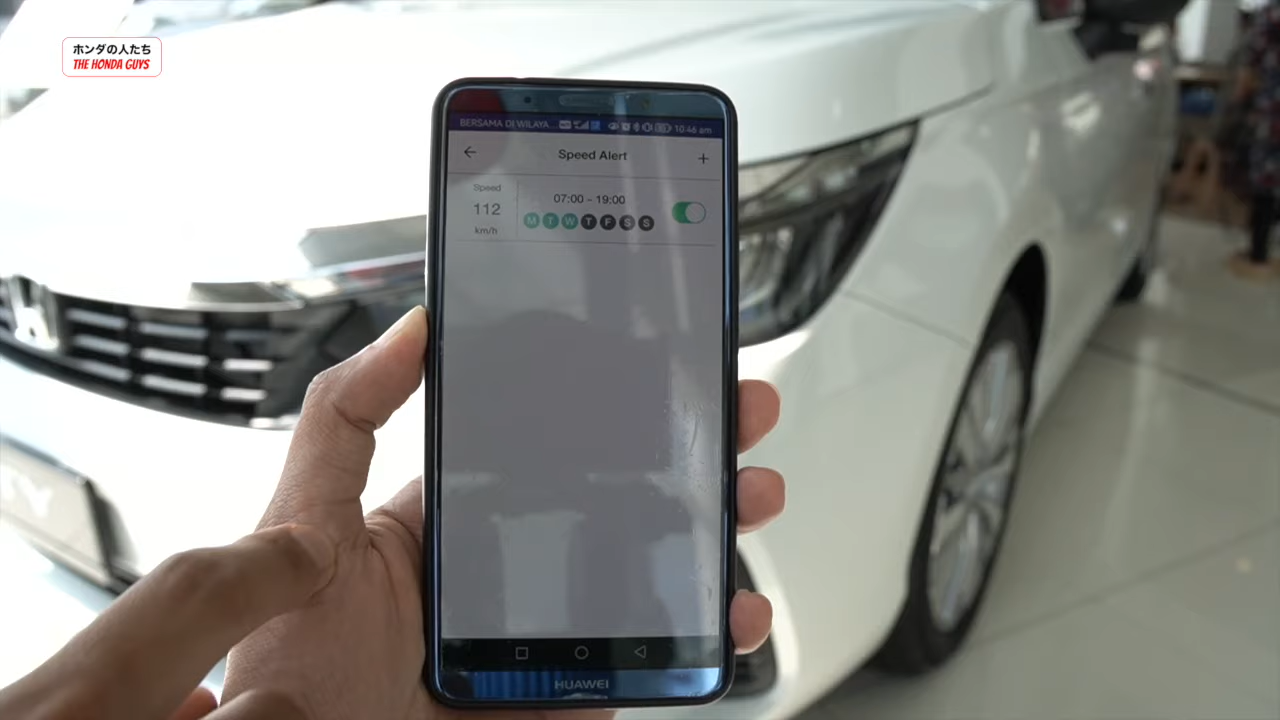 ホンダの人たち
THE HONDA GUYS
BERSAMA DI WILAYA
10:46 am
Speed Alert
Speed
112
km/h
07:00 – 19:00
M T W T F S S
HUAWEI